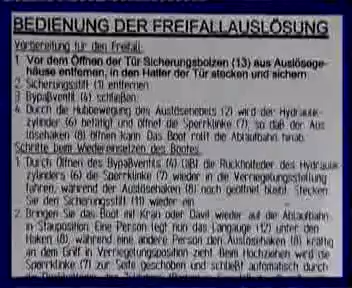 BEDIENUNG DER FREIFALLAUSLÖSUNG
Vorbereitung für den Freifall:
1. Vor dem Öffnen der Tür Sicherungsbolzen (13) aus Auslösege-
häuse entfernen, in den Halter der Tür stecken und sichern
2. Sicherungsstift (11) entfernen
3. Bypaßventil (4) schließen
4. Durch die Hubbewegung des Auslösehebels (2) wird der Hydraulik-
zylinder (6) betätigt und öffnet die Sperrklinke (7), so daß der Aus
lösehaken (8) öffnen kann. Das Boot rollt die Ablaufbahn hinab.
Schritte beim Wiedereinsetzen des Bootes
1. Durch Öffnen des Bypaßventils (4) läßt die Rückholfeder des Hydraulik
zylinders (6) die Sperrklinke (7) wieder in die Verriegelungsstellung
fahren, während der Auslösehaken (8) noch geöffnet bleibt. Stecken
Sie den Sicherungsstift (11) wieder ein
2. Bringen Sie das Boot mit Kran oder Davit wieder auf die Ablaufbahn
in Stauposition. Eine Person legt nun das Langauge (12) unter den
Haken (8), während eine andere Person den Auslösehaken (8) kräftig
an dem Griff in Verriegelungsposition zieht. Beim Hochziehen wird die
Sperrklinke (7) zur Seite geschoben und schließt automatisch durch